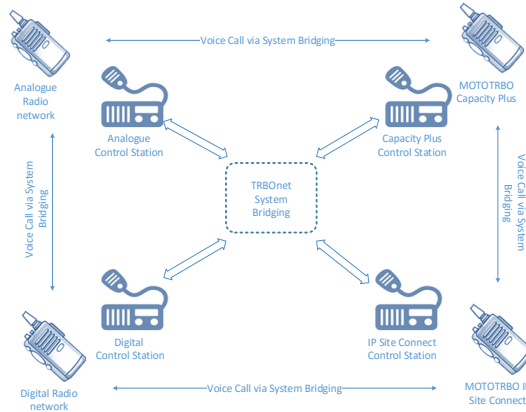 Voice Call via System Bridging
Analogue
Radio
network
MOTOTRBO
Capacity Plus
Analogue
Control Station
Capacity Plus
Control Station
Voice Call via System
Bridging
TRBOnet
System
Bridging
Voice Call via System
Bridging
Digital
Control Station
IP Site Connect
Control Station
Digital Radio
network
Voice Call via System Bridging
MOTOTRBO
Site Connect